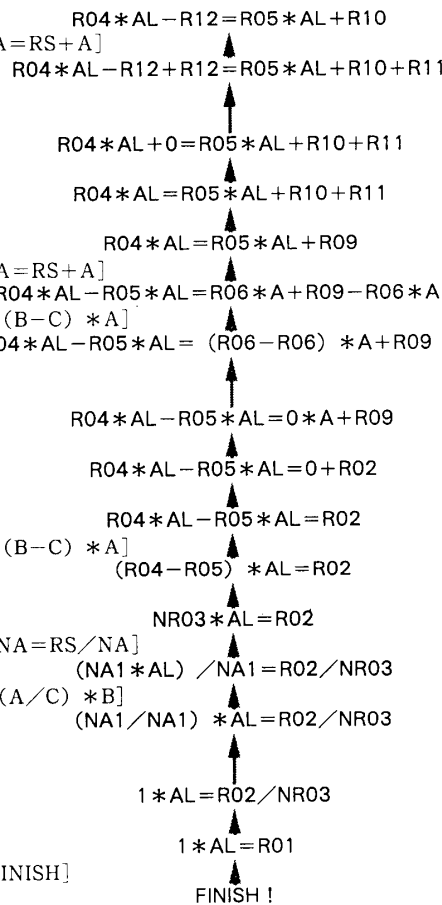 R04*AL-R12=R05*AL+R10
A=RS+A]
R04*AL-R12+R12=R05*AL+R10+R11
R04*AL+0=R05*AL+R10+R11
R04*AL=R05*AL+R10+R11
R04*AL=R05*AL+R09
A=RS+A]
R04*AL-R05*AL=R06*A+R09-R06*A
(B-C) *A]
04*AL-R05*AL= (R06-R06) *A+R09
R04*AL-R05*AL=0*A+R09
R04*AL-R05*AL=0+R02
R04*AL-R05*AL=R02
(B-C) *A]
(R04-R05) *AL=R02
NR03*AL=R02
NA=RS/NA]
(NA1*AL) /NA1=R02/NR03
(A/C) *B]
(NA1/NA1) *AL=R02/NR03
1*AL=R02/NR03
1*AL=R01
INISH]
FINISH!